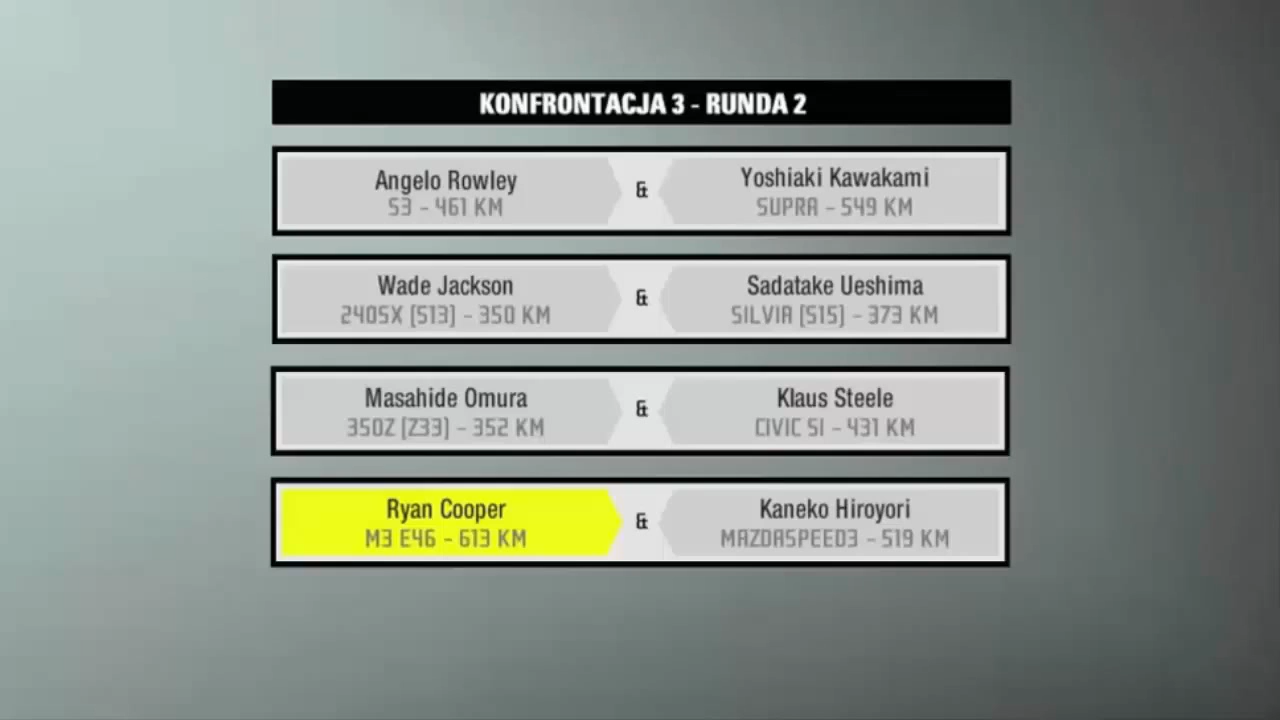 KONFRONTACJA 3 - RUNDA 2
Angelo Rowley & Yoshiaki Kawakami
S3 - 461 KM SUPRA - 549 KM
Wade Jackson & Sadatake Ueshima
240SX [S13] - 350 KM SILVIA [S15] - 373 KM
Masahide Omura & Klaus Steele
350Z [Z33] - 352 KM CIVIC SI - 431 KM
Ryan Cooper & Kaneko Hiroyori
M3 E46 - 613 KM MAZDASPEED3 - 519 KM